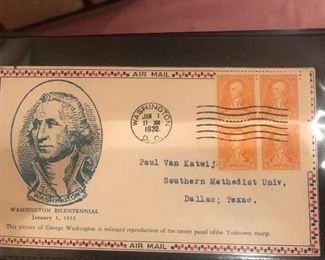 AIR MAIL
WASHINGTON
JAN 1
11 AM
1932
D.C.
WASHINGTON
Paul Van Katwij
Southern Methodist Univ,
Dallas; Texas.
WASHINGTON BICENTENNIAL
January 1, 1932
This picture of George Washington is enlarged reproduction of the center panel of the Yorktown stamp.
AIR MAIL